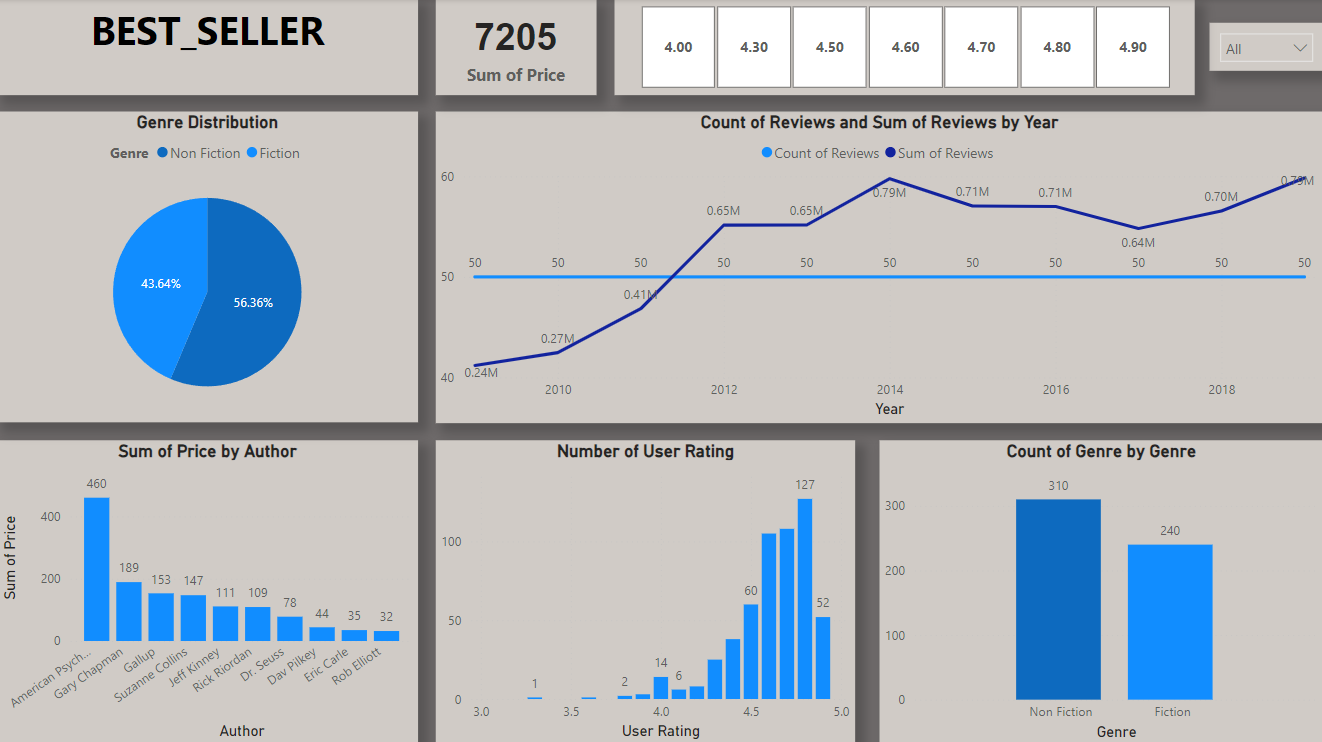 BEST_SELLER
7205
Sum of Price
4.00 4.30 4.50 4.60 4.70 4.80 4.90
All
Genre Distribution
Genre Non Fiction Fiction
43.64%
56.36%
Count of Reviews and Sum of Reviews by Year
Count of Reviews Sum of Reviews
60
50
40
0.24M 0.27M 0.41M 0.65M 0.65M 0.79M 0.71M 0.71M 0.64M 0.70M 0.79M
50 50 50 50 50 50 50 50 50 50 50
2010 2012 2014 2016 2018
Year
Sum of Price by Author
Sum of Price
400
200
0
460 189 153 147 111 109 78 44 35 32
American Psych... Gary Chapman Gallup Suzanne Collins Jeff Kinney Rick Riordan Dr. Seuss Dav Pilkey Eric Carle Rob Elliott
Author
Number of User Rating
100
50
0
1 2 14 6 60 127 52
3.0 3.5 4.0 4.5 5.0
User Rating
Count of Genre by Genre
300
200
100
0
310 240
Non Fiction Fiction
Genre